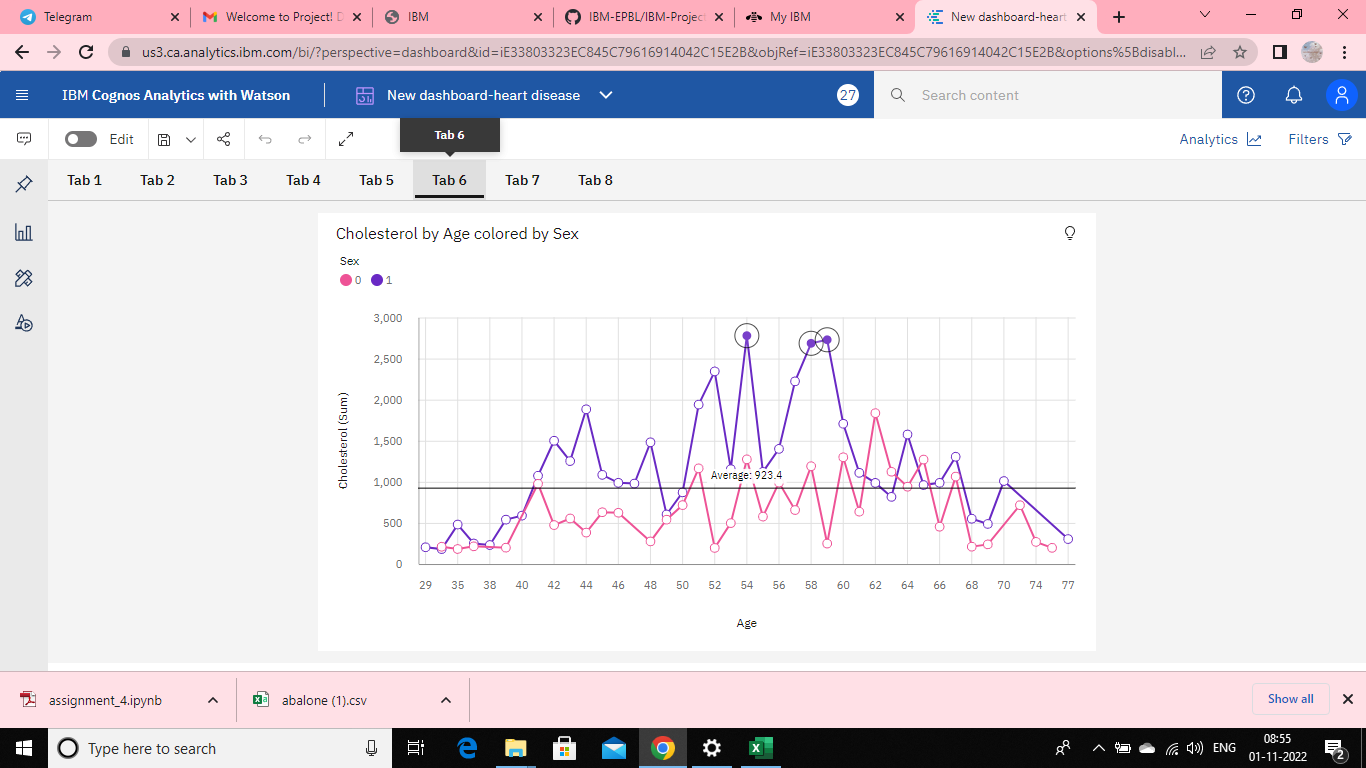 Telegram
Welcome to Project! D
IBM
IBM-EPBL/IBM-Project
My IBM
New dashboard-heart
us3.ca.analytics.ibm.com/bi/?perspective=dashboard&id=iE33803323EC845C79616914042C15E2B&objRef=iE33803323EC845C79616914042C15E2B&options%5Bdisabl...
IBM Cognos Analytics with Watson
New dashboard-heart disease
27
Search content
Edit
Tab 6
Analytics
Filters
Tab 1 Tab 2 Tab 3 Tab 4 Tab 5 Tab 6 Tab 7 Tab 8
Cholesterol by Age colored by Sex
Sex
0 1
Cholesterol (Sum)
3,000
2,500
2,000
1,500
1,000
500
0
Average: 923.4
29 35 38 40 42 44 46 48 50 52 54 56 58 60 62 64 66 68 70 74 77
Age
assignment_4.ipynb
abalone (1).csv
Show all
Type here to search
ENG
08:55
01-11-2022
2